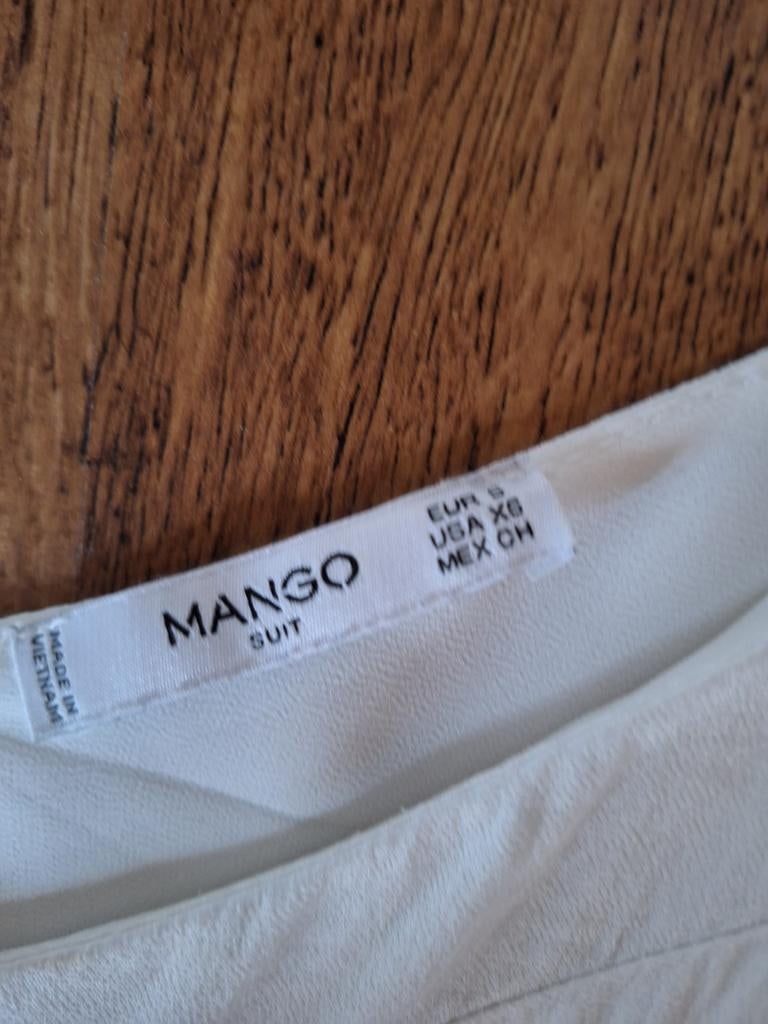 MANGO
SUIT
EUR S
USA XS
MEX CH
MADE IN
VIETNAM